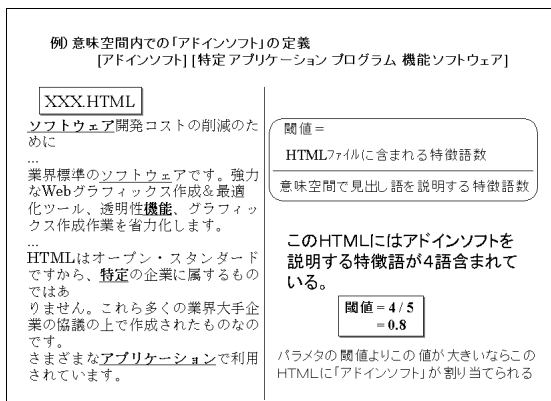 例) 意味空間内での「アドインソフト」の定義
[アドインソフト] [特定 アプリケーション プログラム 機能 ソフトウェア]
XXX.HTML
ソフトウェア開発コストの削減のた
めに
...
業界標準のソフトウェアです。強力
なWebグラフィックス作成&最適
化ツール、透明性機能、グラフィッ
クス作成作業を省力化します。
...
HTMLはオープン・スタンダード
ですから、特定の企業に属するもの
ではあ
りません。これら多くの業界大手企
業の協議の上で作成されたものなの
です。
さまざまなアプリケーションで利用
されています。
閾値=
HTMLファイルに含まれる特徴語数
意味空間で見出し語を説明する特徴語数
このHTMLにはアドインソフトを
説明する特徴語が4語含まれて
いる。
閾値 = 4 / 5
= 0.8
パラメタの閾値よりこの値が大きいならこの
HTMLに「アドインソフト」が割り当てられる